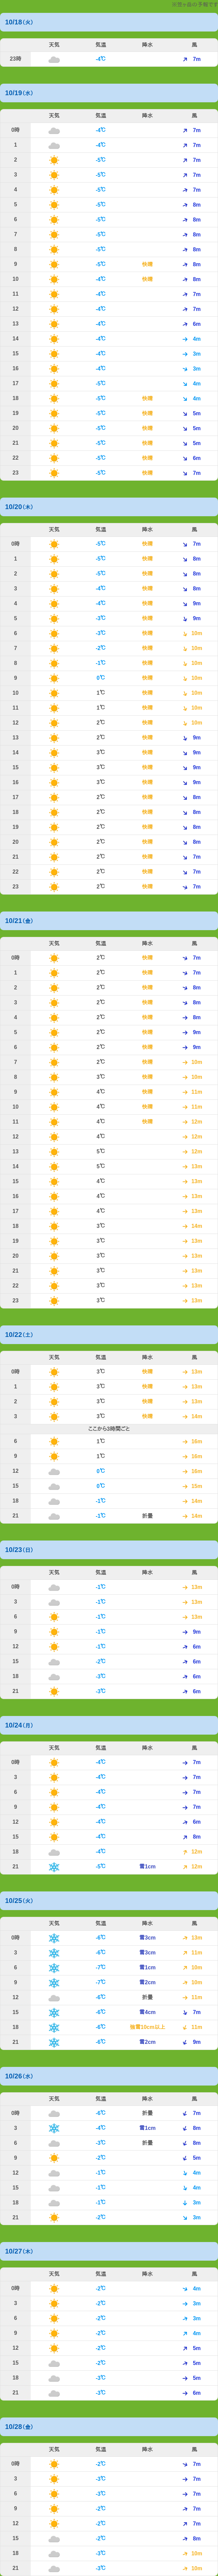 天気&風の予報です
10/18(火)
天気 気温 降水 風
23時 -4℃ 7m
10/19(水)
天気 気温 降水 風
0時 -4℃ 7m
1 -4℃ 7m
2 -5℃ 7m
3 -5℃ 7m
4 -5℃ 7m
5 -5℃ 8m
6 -5℃ 8m
7 -5℃ 8m
8 -5℃ 8m
9 -5℃ 快晴 8m
10 -4℃ 快晴 8m
11 -4℃ 7m
12 -4℃ 7m
13 -4℃ 6m
14 -4℃ 4m
15 -4℃ 3m
16 -4℃ 3m
17 -5℃ 4m
18 -5℃ 快晴 4m
19 -5℃ 快晴 5m
20 -5℃ 快晴 5m
21 -5℃ 快晴 5m
22 -5℃ 快晴 6m
23 -5℃ 快晴 7m
10/20(木)
天気 気温 降水 風
0時 -5℃ 快晴 7m
1 -5℃ 快晴 8m
2 -5℃ 快晴 8m
3 -4℃ 快晴 8m
4 -4℃ 快晴 9m
5 -3℃ 快晴 9m
6 -3℃ 快晴 10m
7 -2℃ 快晴 10m
8 -1℃ 快晴 10m
9 0℃ 快晴 10m
10 1℃ 快晴 10m
11 1℃ 快晴 10m
12 2℃ 快晴 10m
13 2℃ 快晴 9m
14 3℃ 快晴 9m
15 3℃ 快晴 9m
16 3℃ 快晴 9m
17 2℃ 快晴 8m
18 2℃ 快晴 8m
19 2℃ 快晴 8m
20 2℃ 快晴 8m
21 2℃ 快晴 7m
22 2℃ 快晴 7m
23 2℃ 快晴 7m
10/21(金)
天気 気温 降水 風
0時 2℃ 快晴 7m
1 2℃ 快晴 7m
2 2℃ 快晴 8m
3 2℃ 快晴 8m
4 2℃ 快晴 8m
5 2℃ 快晴 9m
6 2℃ 快晴 9m
7 2℃ 快晴 10m
8 3℃ 快晴 10m
9 4℃ 快晴 11m
10 4℃ 快晴 11m
11 4℃ 快晴 12m
12 4℃ 12m
13 5℃ 13m
14 5℃ 13m
15 4℃ 13m
16 4℃ 13m
17 4℃ 13m
18 3℃ 14m
19 3℃ 13m
20 3℃ 13m
21 3℃ 13m
22 3℃ 13m
23 3℃ 13m
10/22(土)
天気 気温 降水 風
0時 3℃ 快晴 13m
1 3℃ 快晴 13m
2 3℃ 快晴 13m
3 3℃ 快晴 14m
ここから3時間ごと
6 1℃ 16m
9 1℃ 16m
12 0℃ 16m
15 0℃ 15m
18 -1℃ 14m
21 -1℃ 折曇 14m
10/23(日)
天気 気温 降水 風
0時 -1℃ 13m
3 -1℃ 13m
6 -1℃ 13m
9 -1℃ 9m
12 -1℃ 6m
15 -2℃ 6m
18 -3℃ 6m
21 -3℃ 6m
10/24(月)
天気 気温 降水 風
0時 -4℃ 7m
3 -4℃ 7m
6 -4℃ 7m
9 -4℃ 7m
12 -4℃ 6m
15 -4℃ 8m
18 -4℃ 12m
21 -5℃ 雪1cm 12m
10/25(火)
天気 気温 降水 風
0時 -6℃ 雪3cm 13m
3 -6℃ 雪3cm 11m
6 -7℃ 雪1cm 10m
9 -7℃ 雪2cm 10m
12 -6℃ 折曇 11m
15 -6℃ 雪4cm 7m
18 -6℃ 強雪10cm以上 11m
21 -6℃ 雪2cm 9m
10/26(水)
天気 気温 降水 風
0時 -6℃ 折曇 7m
3 -4℃ 雪1cm 8m
6 -3℃ 折曇 8m
9 -2℃ 5m
12 -1℃ 4m
15 -1℃ 4m
18 -1℃ 3m
21 -2℃ 3m
10/27(木)
天気 気温 降水 風
0時 -2℃ 4m
3 -2℃ 3m
6 -2℃ 3m
9 -2℃ 4m
12 -2℃ 5m
15 -2℃ 5m
18 -3℃ 5m
21 -3℃ 6m
10/28(金)
天気 気温 降水 風
0時 -2℃ 7m
3 -3℃ 7m
6 -3℃ 7m
9 -2℃ 7m
12 -2℃ 7m
15 -2℃ 8m
18 -3℃ 10m
21 -3℃ 10m